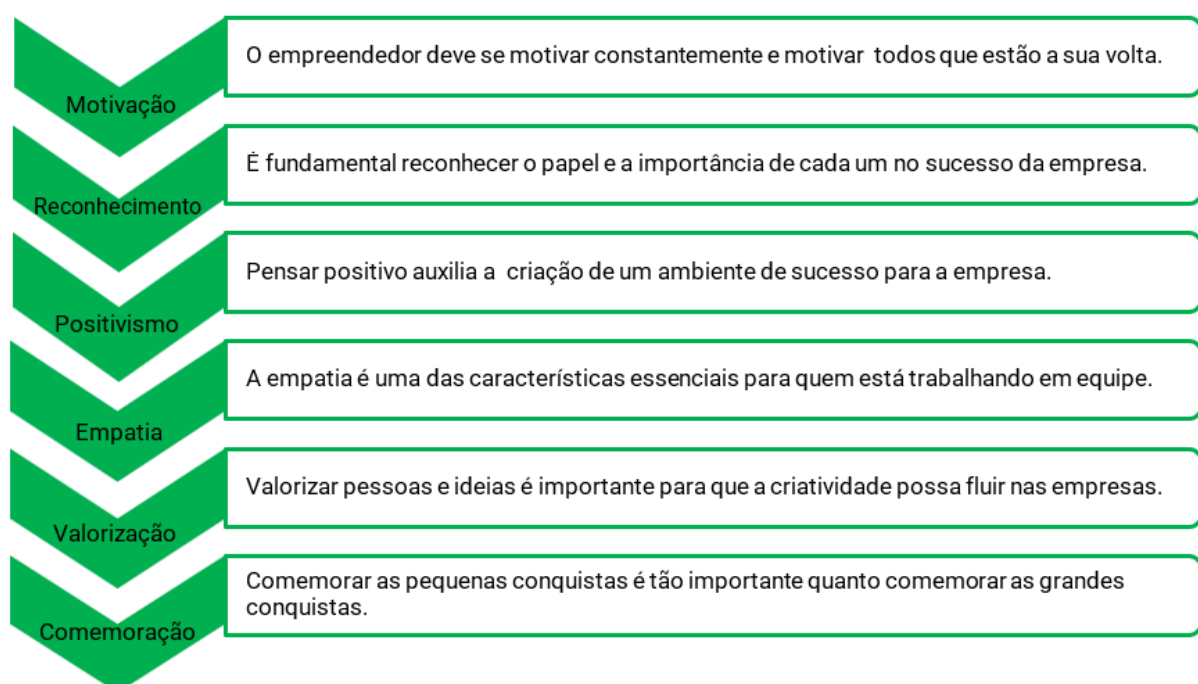 O empreendedor deve se motivar constantemente e motivar todos que estão a sua volta.
Motivação
É fundamental reconhecer o papel e a importância de cada um no sucesso da empresa.
Reconhecimento
Pensar positivo auxilia a criação de um ambiente de sucesso para a empresa.
Positivismo
A empatia é uma das características essenciais para quem está trabalhando em equipe.
Empatia
Valorizar pessoas e ideias é importante para que a criatividade possa fluir nas empresas.
Valorização
Comemorar as pequenas conquistas é tão importante quanto comemorar as grandes
conquistas.
Comemoração